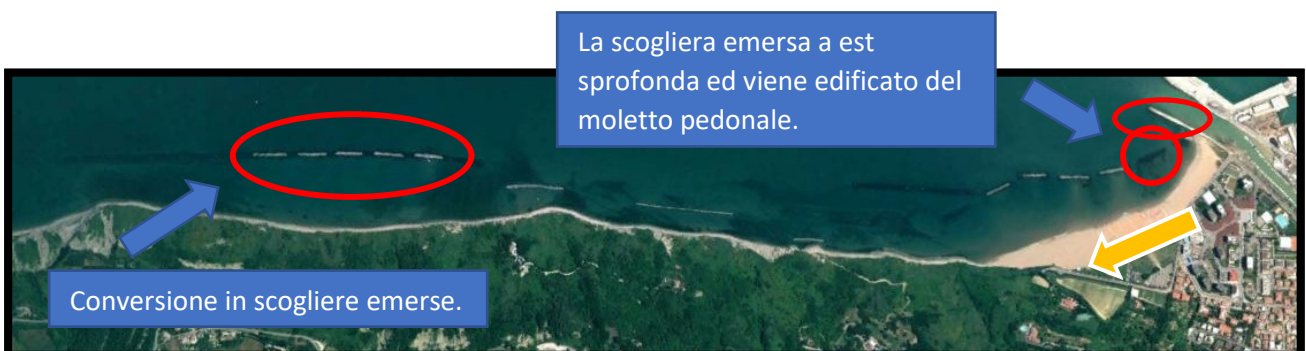 La scogliera emersa a est
sprofonda ed viene edificato del
moletto pedonale.
Conversione in scogliere emerse.